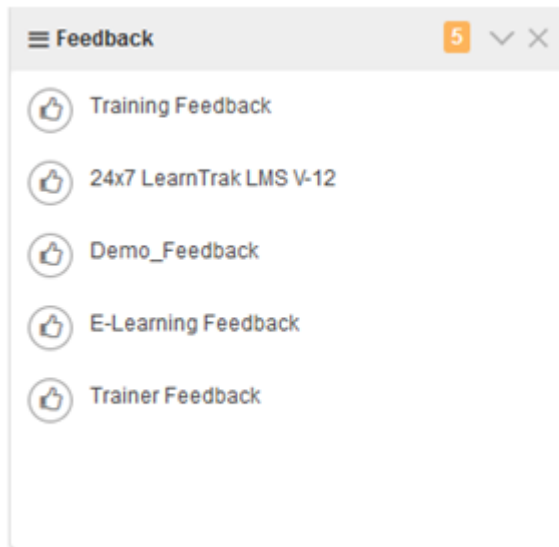 Feedback 5
Training Feedback
24x7 LearnTrak LMS V-12
Demo_Feedback
E-Learning Feedback
Trainer Feedback